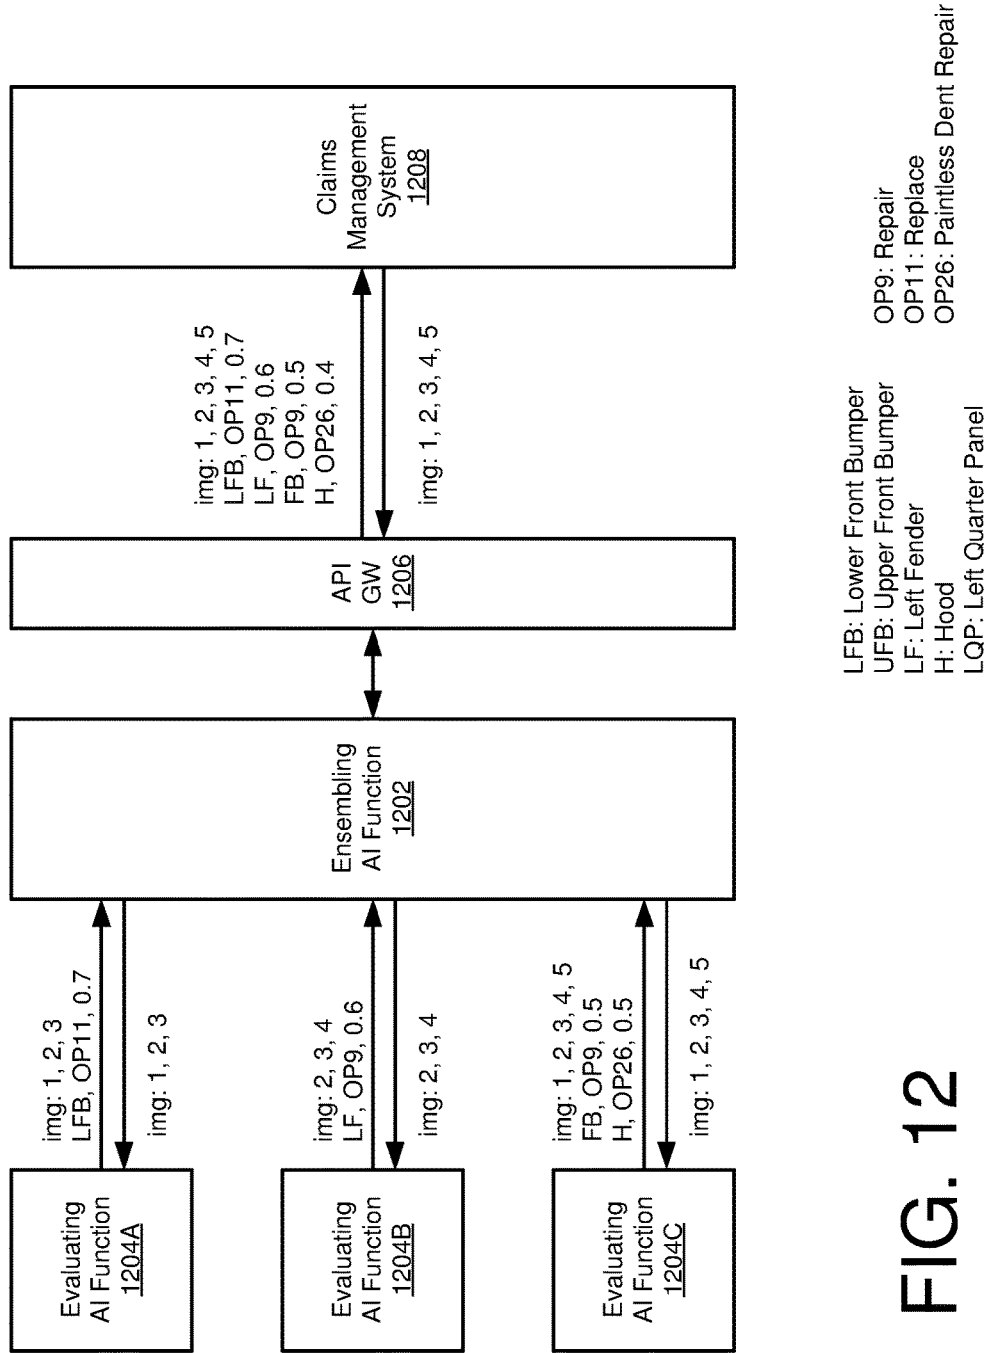 Evaluating
AI Function
1204A
img: 1, 2, 3
LFB, OP11, 0.7
img: 1, 2, 3
Evaluating
AI Function
1204B
img: 2, 3, 4
LF, OP9, 0.6
img: 2, 3, 4
Evaluating
AI Function
1204C
img: 1, 2, 3, 4, 5
FB, OP9, 0.5
H, OP26, 0.5
img: 1, 2, 3, 4, 5
Ensembling
AI Function
1202
API
GW
1206
img: 1, 2, 3, 4, 5
LFB, OP11, 0.7
LF, OP9, 0.6
FB, OP9, 0.5
H, OP26, 0.4
img: 1, 2, 3, 4, 5
Claims
Management
System
1208
LFB: Lower Front Bumper
UFB: Upper Front Bumper
LF: Left Fender
H: Hood
LQP: Left Quarter Panel
OP9: Repair
OP11: Replace
OP26: Paintless Dent Repair
FIG. 12